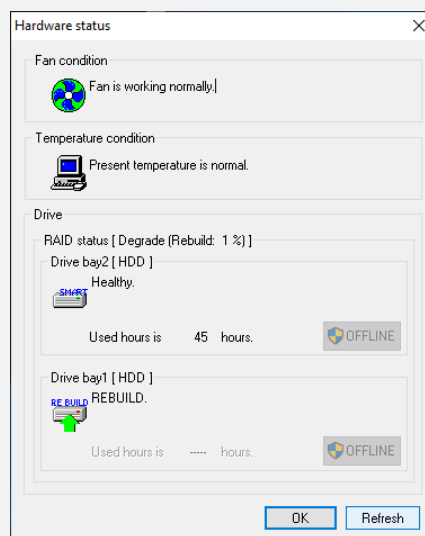 Hardware status
Fan condition
Fan is working normally.
Temperature condition
Present temperature is normal.
Drive
RAID status [ Degrade (Rebuild: 1 %) ]
Drive bay2 [ HDD ]
SMART
Healthy.
Used hours is 45 hours.
OFFLINE
Drive bay1 [ HDD ]
RE BUILD
REBUILD.
Used hours is ----- hours.
OFFLINE
OK
Refresh